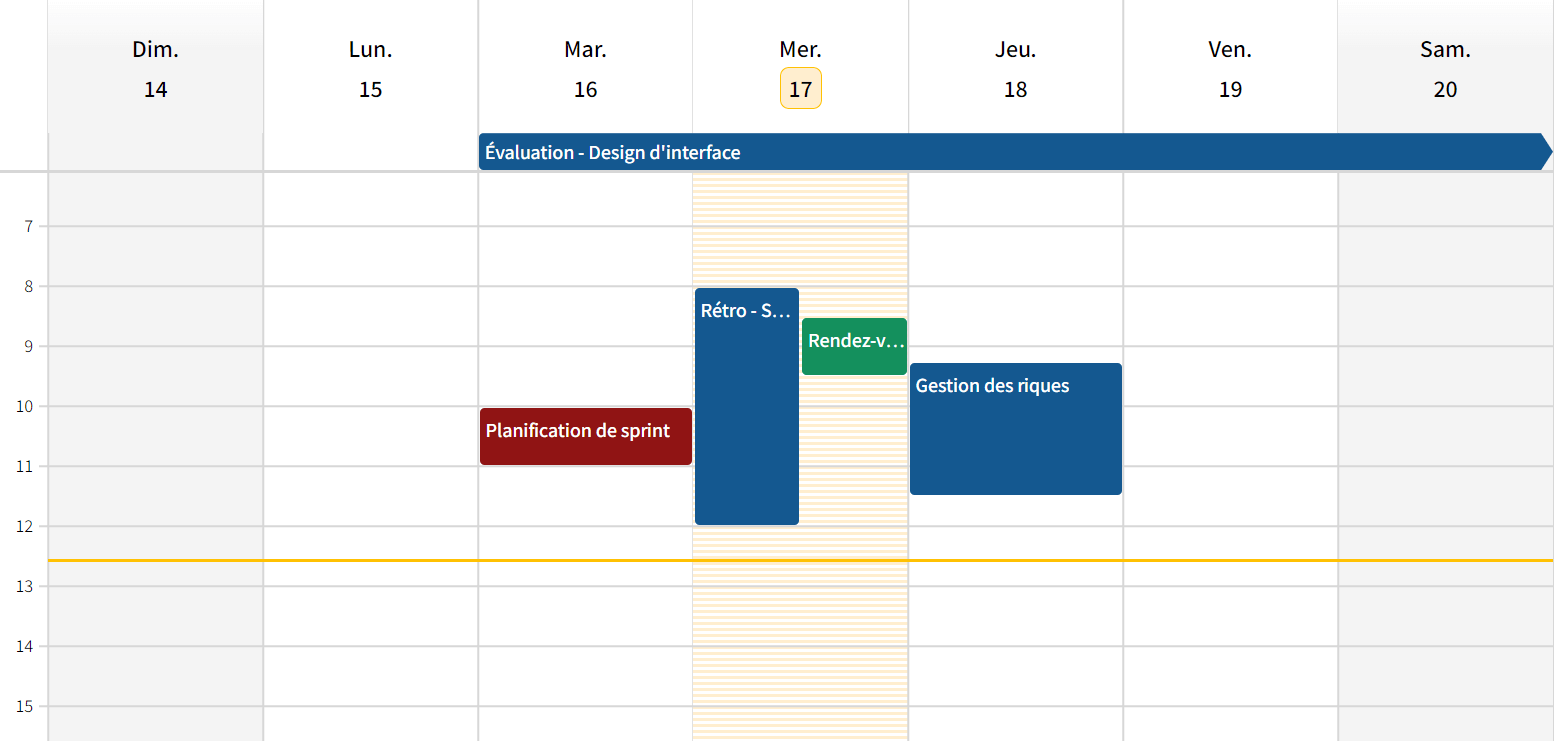 Dim.
14
Lun.
15
Mar.
16
Mer.
17
Jeu.
18
Ven.
19
Sam.
20
Évaluation - Design d'interface
7
8
Rétro - S...
9
Rendez-v...
Gestion des riques
10
Planification de sprint
11
12
13
14
15